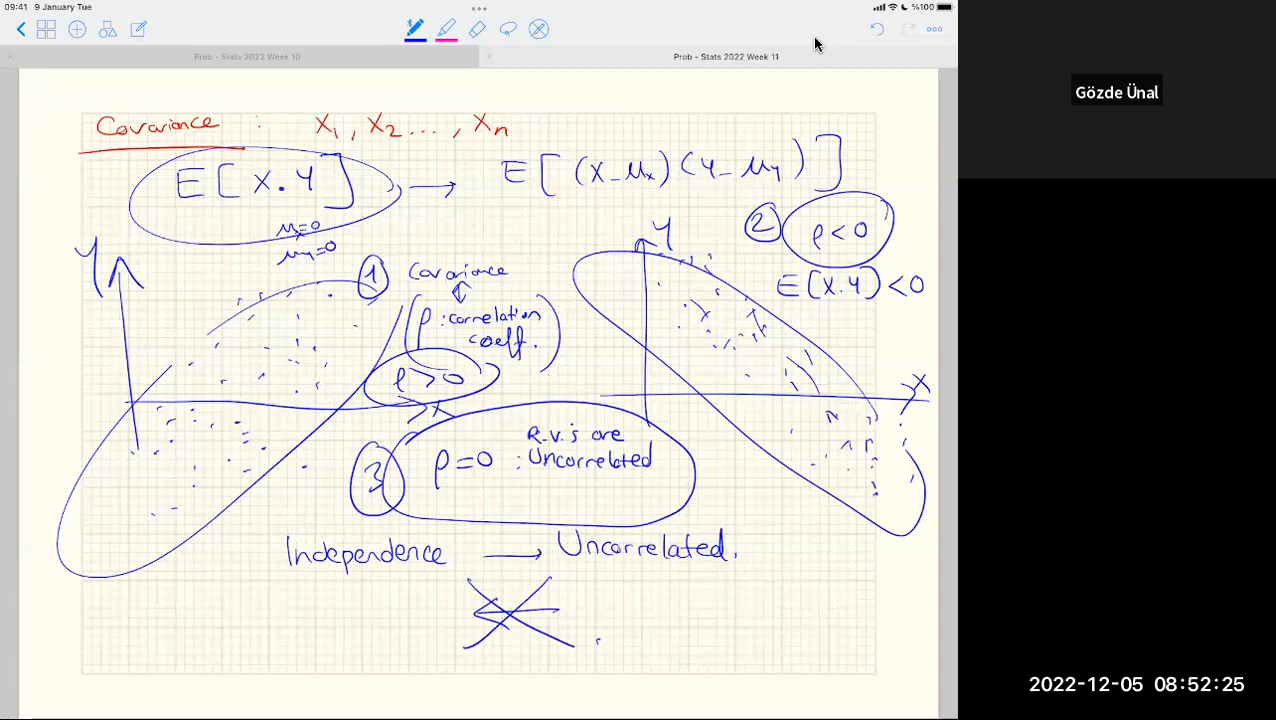 09:41 9 January Tue
%100
Prob - Stats 2022 Week 10
Prob - Stats 2022 Week 11
Gözde Ünal
Covariance : X₁, X₂ ..., Xn
E[X.Y] → E[(X-μx)(Y-μy)]
μx=0
μy=0
Y
① Covariance
↕
(ρ: correlation
coeff.)
ρ>0
X
Y
② ρ<0
E[X.Y]<0
X
③ ρ=0 : R.v.'s are
Uncorrelated
Independence → Uncorrelated.
←
2022-12-05 08:52:25